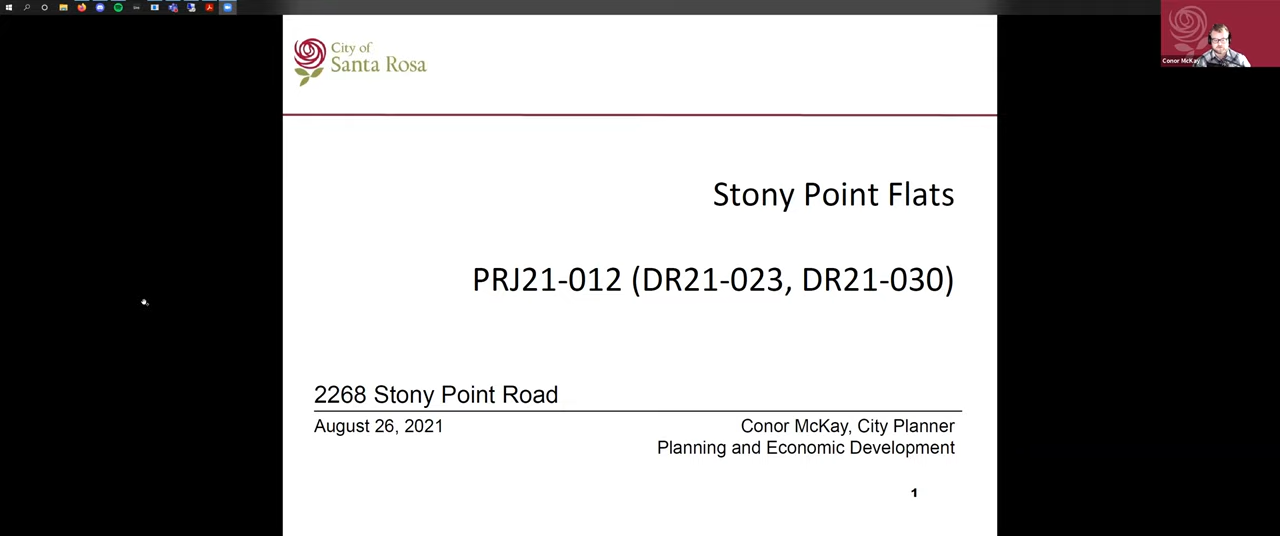 City of
Santa Rosa
Conor McKay
Stony Point Flats
PRJ21-012 (DR21-023, DR21-030)
2268 Stony Point Road
August 26, 2021
Conor McKay, City Planner
Planning and Economic Development
1